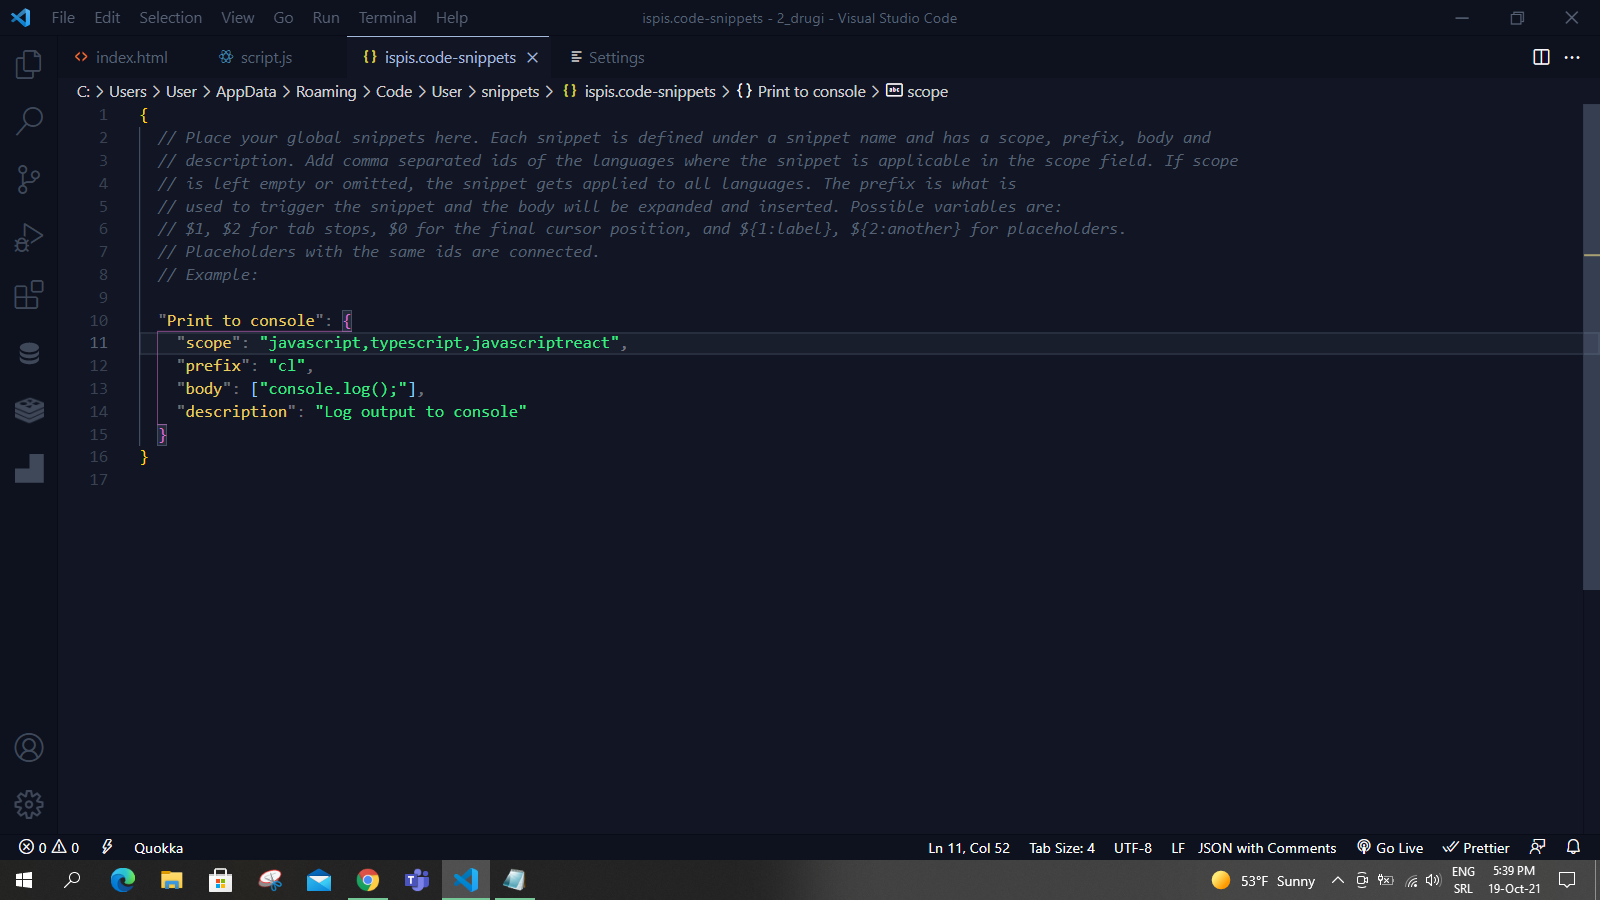 File Edit Selection View Go Run Terminal Help
ispis.code-snippets - 2_drugi - Visual Studio Code
index.html
script.js
{} ispis.code-snippets
Settings
C: > Users > User > AppData > Roaming > Code > User > snippets > {} ispis.code-snippets > {} Print to console > abc scope
1 {
2 // Place your global snippets here. Each snippet is defined under a snippet name and has a scope, prefix, body and
3 // description. Add comma separated ids of the languages where the snippet is applicable in the scope field. If scope
4 // is left empty or omitted, the snippet gets applied to all languages. The prefix is what is
5 // used to trigger the snippet and the body will be expanded and inserted. Possible variables are:
6 // $1, $2 for tab stops, $0 for the final cursor position, and ${1:label}, ${2:another} for placeholders.
7 // Placeholders with the same ids are connected.
8 // Example:
9
10 "Print to console": {
11 "scope": "javascript,typescript,javascriptreact",
12 "prefix": "cl",
13 "body": ["console.log();"],
14 "description": "Log output to console"
15 }
16 }
17
0 0 Quokka
Ln 11, Col 52 Tab Size: 4 UTF-8 LF JSON with Comments Go Live Prettier
53°F Sunny
ENG
SRL
5:39 PM
19-Oct-21